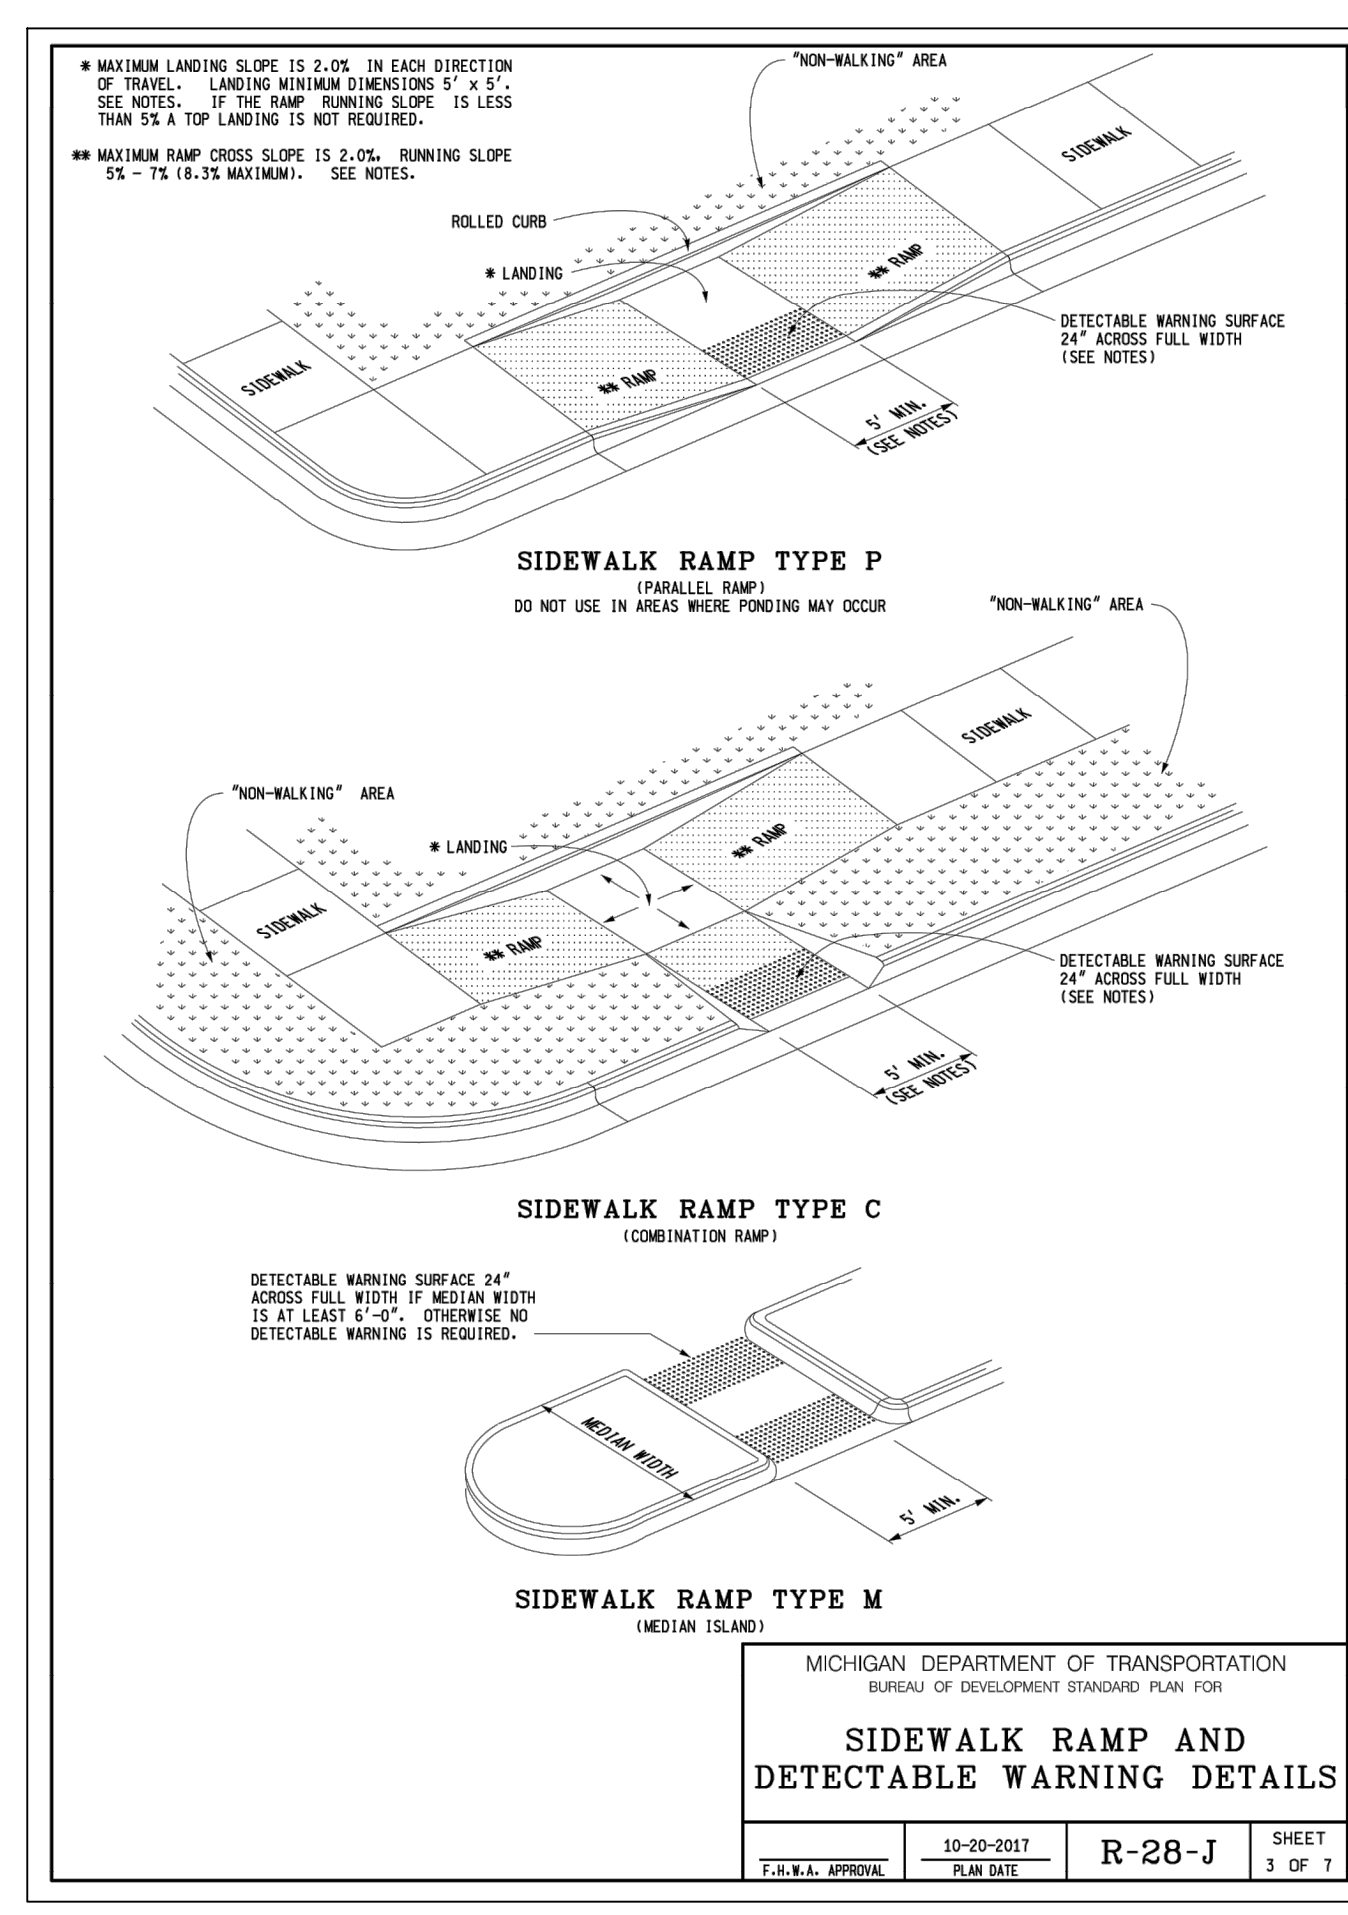 * MAXIMUM LANDING SLOPE IS 2.0% IN EACH DIRECTION
OF TRAVEL. LANDING MINIMUM DIMENSIONS 5' x 5'.
SEE NOTES. IF THE RAMP RUNNING SLOPE IS LESS
THAN 5% A TOP LANDING IS NOT REQUIRED.
** MAXIMUM RAMP CROSS SLOPE IS 2.0%. RUNNING SLOPE
5% - 7% (8.3% MAXIMUM). SEE NOTES.
"NON-WALKING" AREA
SIDEWALK
ROLLED CURB
* LANDING
** RAMP
DETECTABLE WARNING SURFACE
24" ACROSS FULL WIDTH
(SEE NOTES)
SIDEWALK
** RAMP
5' MIN.
(SEE NOTES)
SIDEWALK RAMP TYPE P
(PARALLEL RAMP)
DO NOT USE IN AREAS WHERE PONDING MAY OCCUR
"NON-WALKING" AREA
SIDEWALK
"NON-WALKING" AREA
* LANDING
** RAMP
SIDEWALK
** RAMP
DETECTABLE WARNING SURFACE
24" ACROSS FULL WIDTH
(SEE NOTES)
5' MIN.
(SEE NOTES)
SIDEWALK RAMP TYPE C
(COMBINATION RAMP)
DETECTABLE WARNING SURFACE 24"
ACROSS FULL WIDTH IF MEDIAN WIDTH
IS AT LEAST 6'-0". OTHERWISE NO
DETECTABLE WARNING IS REQUIRED.
MEDIAN WIDTH
5' MIN.
SIDEWALK RAMP TYPE M
(MEDIAN ISLAND)
MICHIGAN DEPARTMENT OF TRANSPORTATION
BUREAU OF DEVELOPMENT STANDARD PLAN FOR
SIDEWALK RAMP AND
DETECTABLE WARNING DETAILS
F.H.W.A. APPROVAL
10-20-2017
PLAN DATE
R-28-J
SHEET
3 OF 7